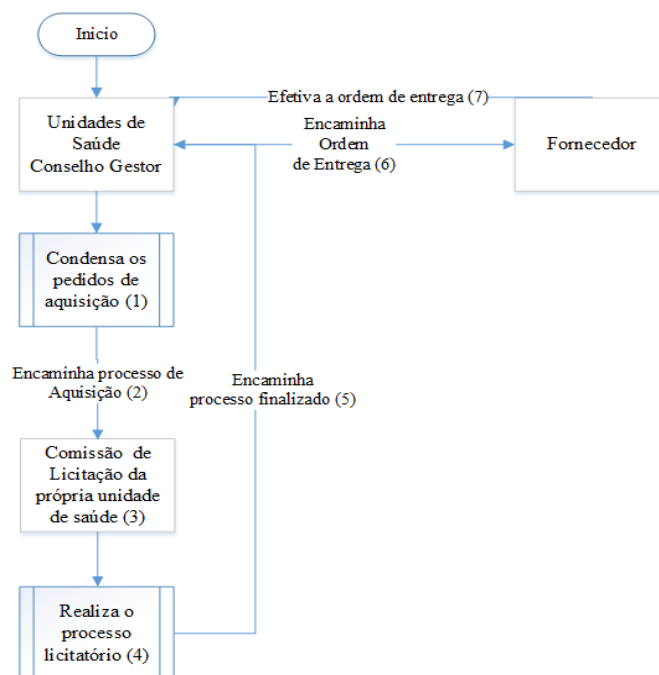 Inicio
Efetiva a ordem de entrega (7)
Unidades de
Saúde
Conselho Gestor
Encaminha
Ordem
de Entrega (6)
Fornecedor
Condensa os
pedidos de
aquisição (1)
Encaminha processo de
Aquisição (2)
Encaminha
processo finalizado (5)
Comissão de
Licitação da
própria unidade
de saúde (3)
Realiza o
processo
licitatório (4)